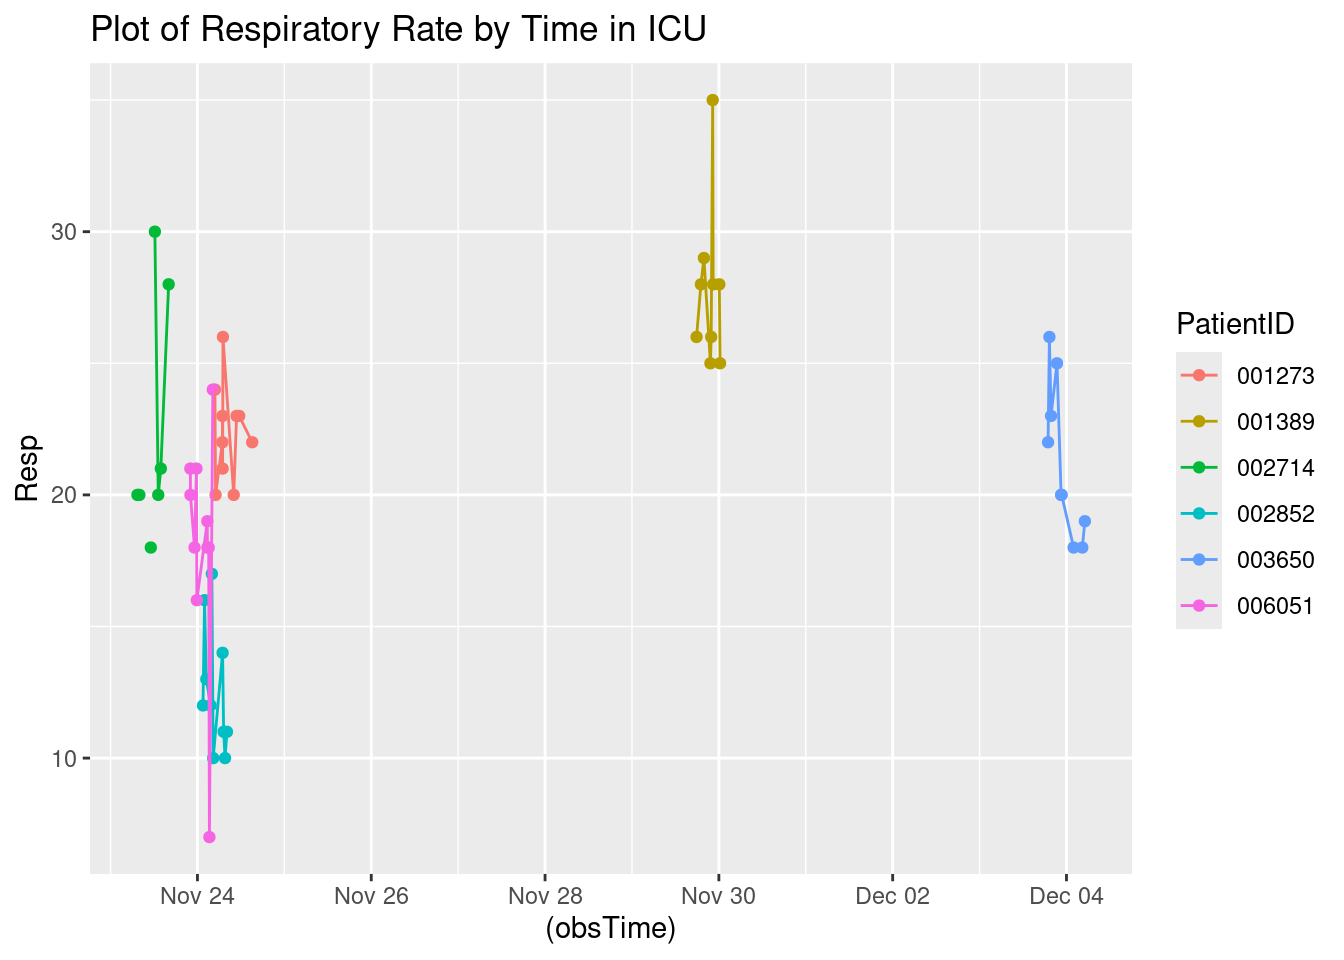 Plot of Respiratory Rate by Time in ICU
30
20
10
Resp
Nov 24 Nov 26 Nov 28 Nov 30 Dec 02 Dec 04
(obsTime)
PatientID
001273
001389
002714
002852
003650
006051